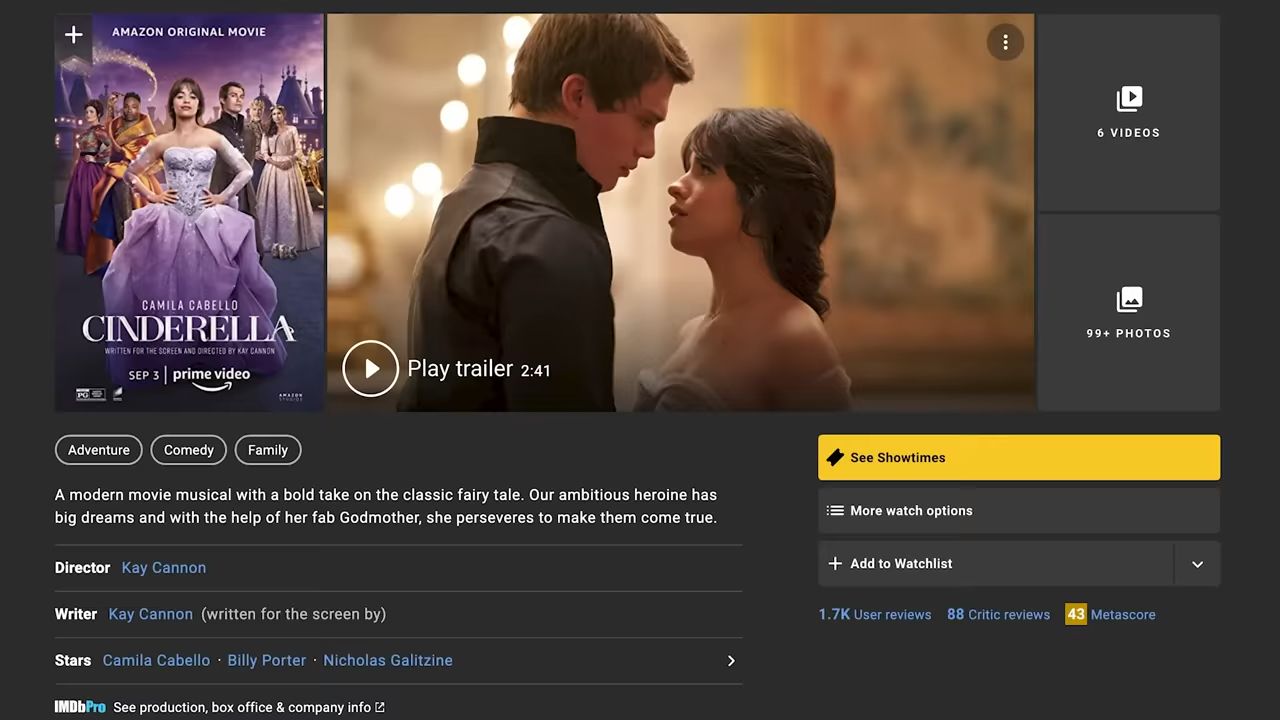 AMAZON ORIGINAL MOVIE
CAMILA CABELLO
CINDERELLA
WRITTEN FOR THE SCREEN AND DIRECTED BY KAY CANNON
SEP 3 | prime video
PG
AMAZON STUDIOS
Play trailer 2:41
6 VIDEOS
99+ PHOTOS
Adventure Comedy Family
A modern movie musical with a bold take on the classic fairy tale. Our ambitious heroine has
big dreams and with the help of her fab Godmother, she perseveres to make them come true.
Director Kay Cannon
Writer Kay Cannon (written for the screen by)
Stars Camila Cabello · Billy Porter · Nicholas Galitzine
IMDbPro See production, box office & company info
See Showtimes
More watch options
Add to Watchlist
1.7K User reviews 88 Critic reviews 43 Metascore